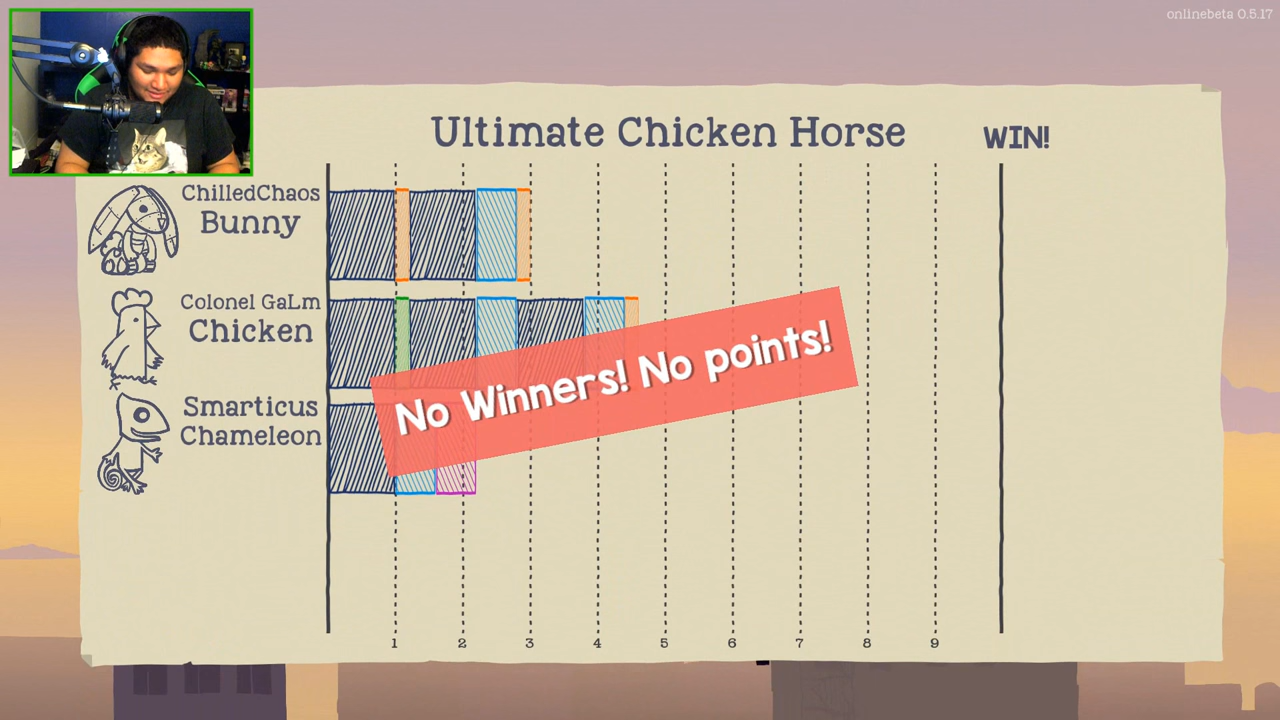 onlinebeta 0.5.17
Ultimate Chicken Horse
WIN!
ChilledChaos
Bunny
Colonel GaLm
Chicken
Smarticus
Chameleon
No Winners! No points!
1 2 3 4 5 6 7 8 9